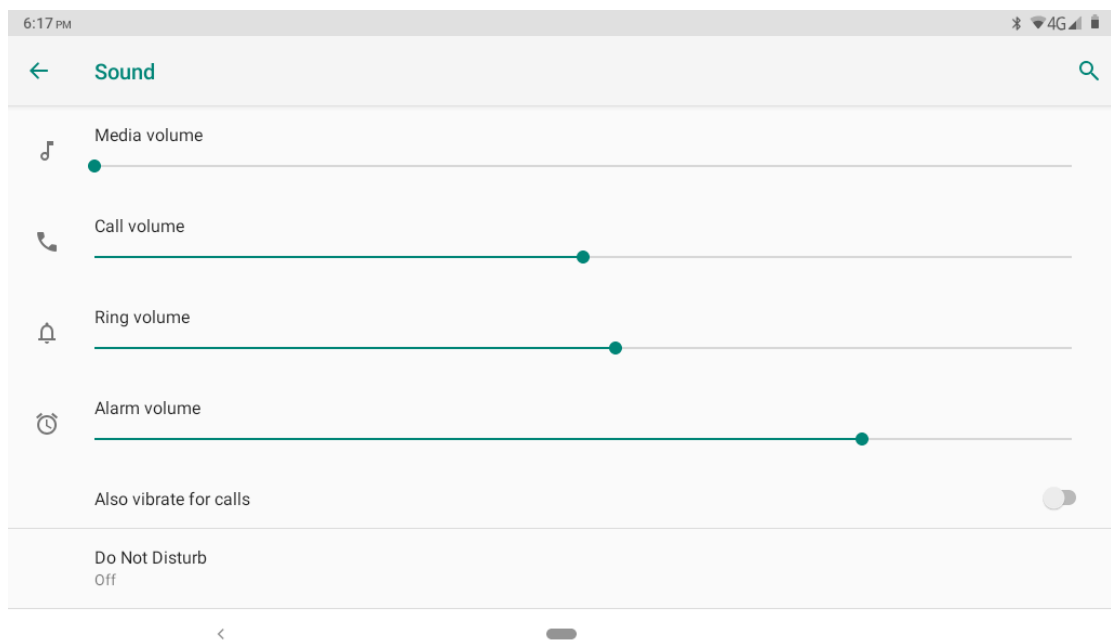 6:17 PM 4G
Sound
Media volume
Call volume
Ring volume
Alarm volume
Also vibrate for calls
Do Not Disturb
Off